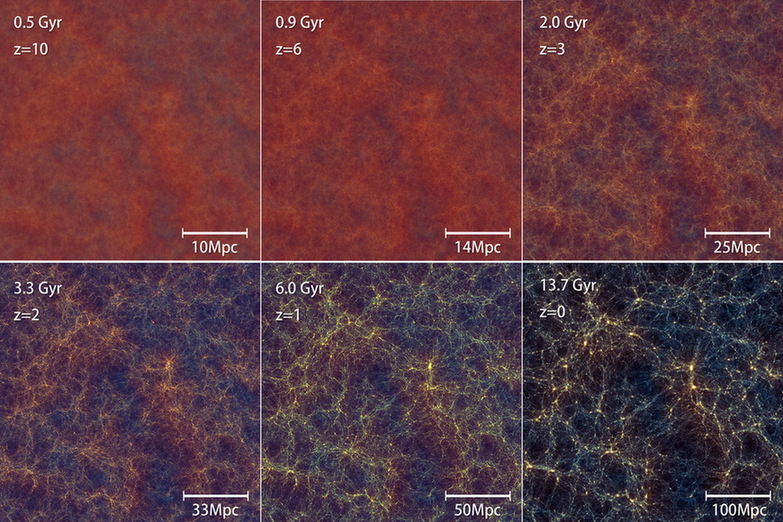 0.5 Gyr
z=10
10Mpc
0.9 Gyr
z=6
14Mpc
2.0 Gyr
z=3
25Mpc
3.3 Gyr
z=2
33Mpc
6.0 Gyr
z=1
50Mpc
13.7 Gyr
z=0
100Mpc